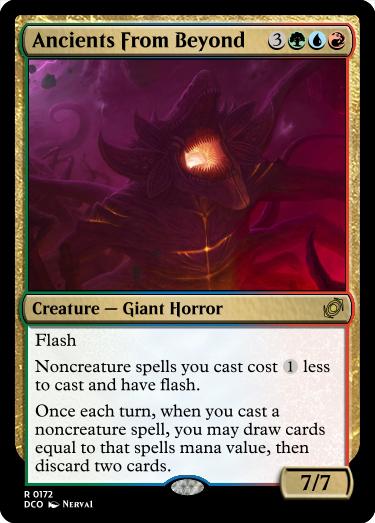 Ancients From Beyond 3
Creature — Giant Horror
Flash
Noncreature spells you cast cost 1 less
to cast and have flash.
Once each turn, when you cast a
noncreature spell, you may draw cards
equal to that spells mana value, then
discard two cards.
7/7
R 0172
DCO Nerval